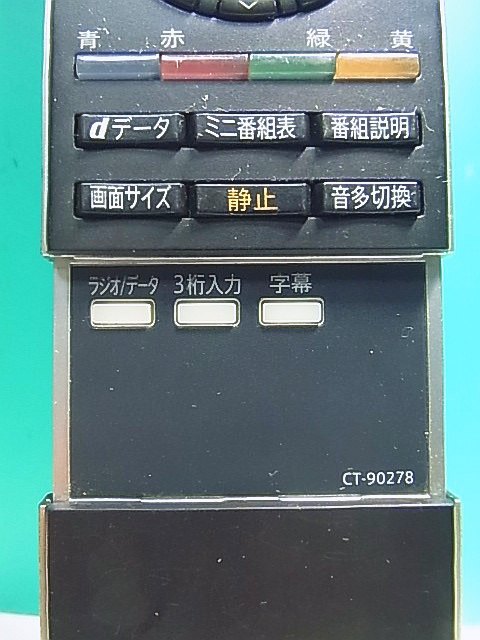 青 赤 緑 黄
dデータ ミニ番組表 番組説明
画面サイズ 静止 音多切換
ラジオ/データ 3桁入力 字幕
CT-90278